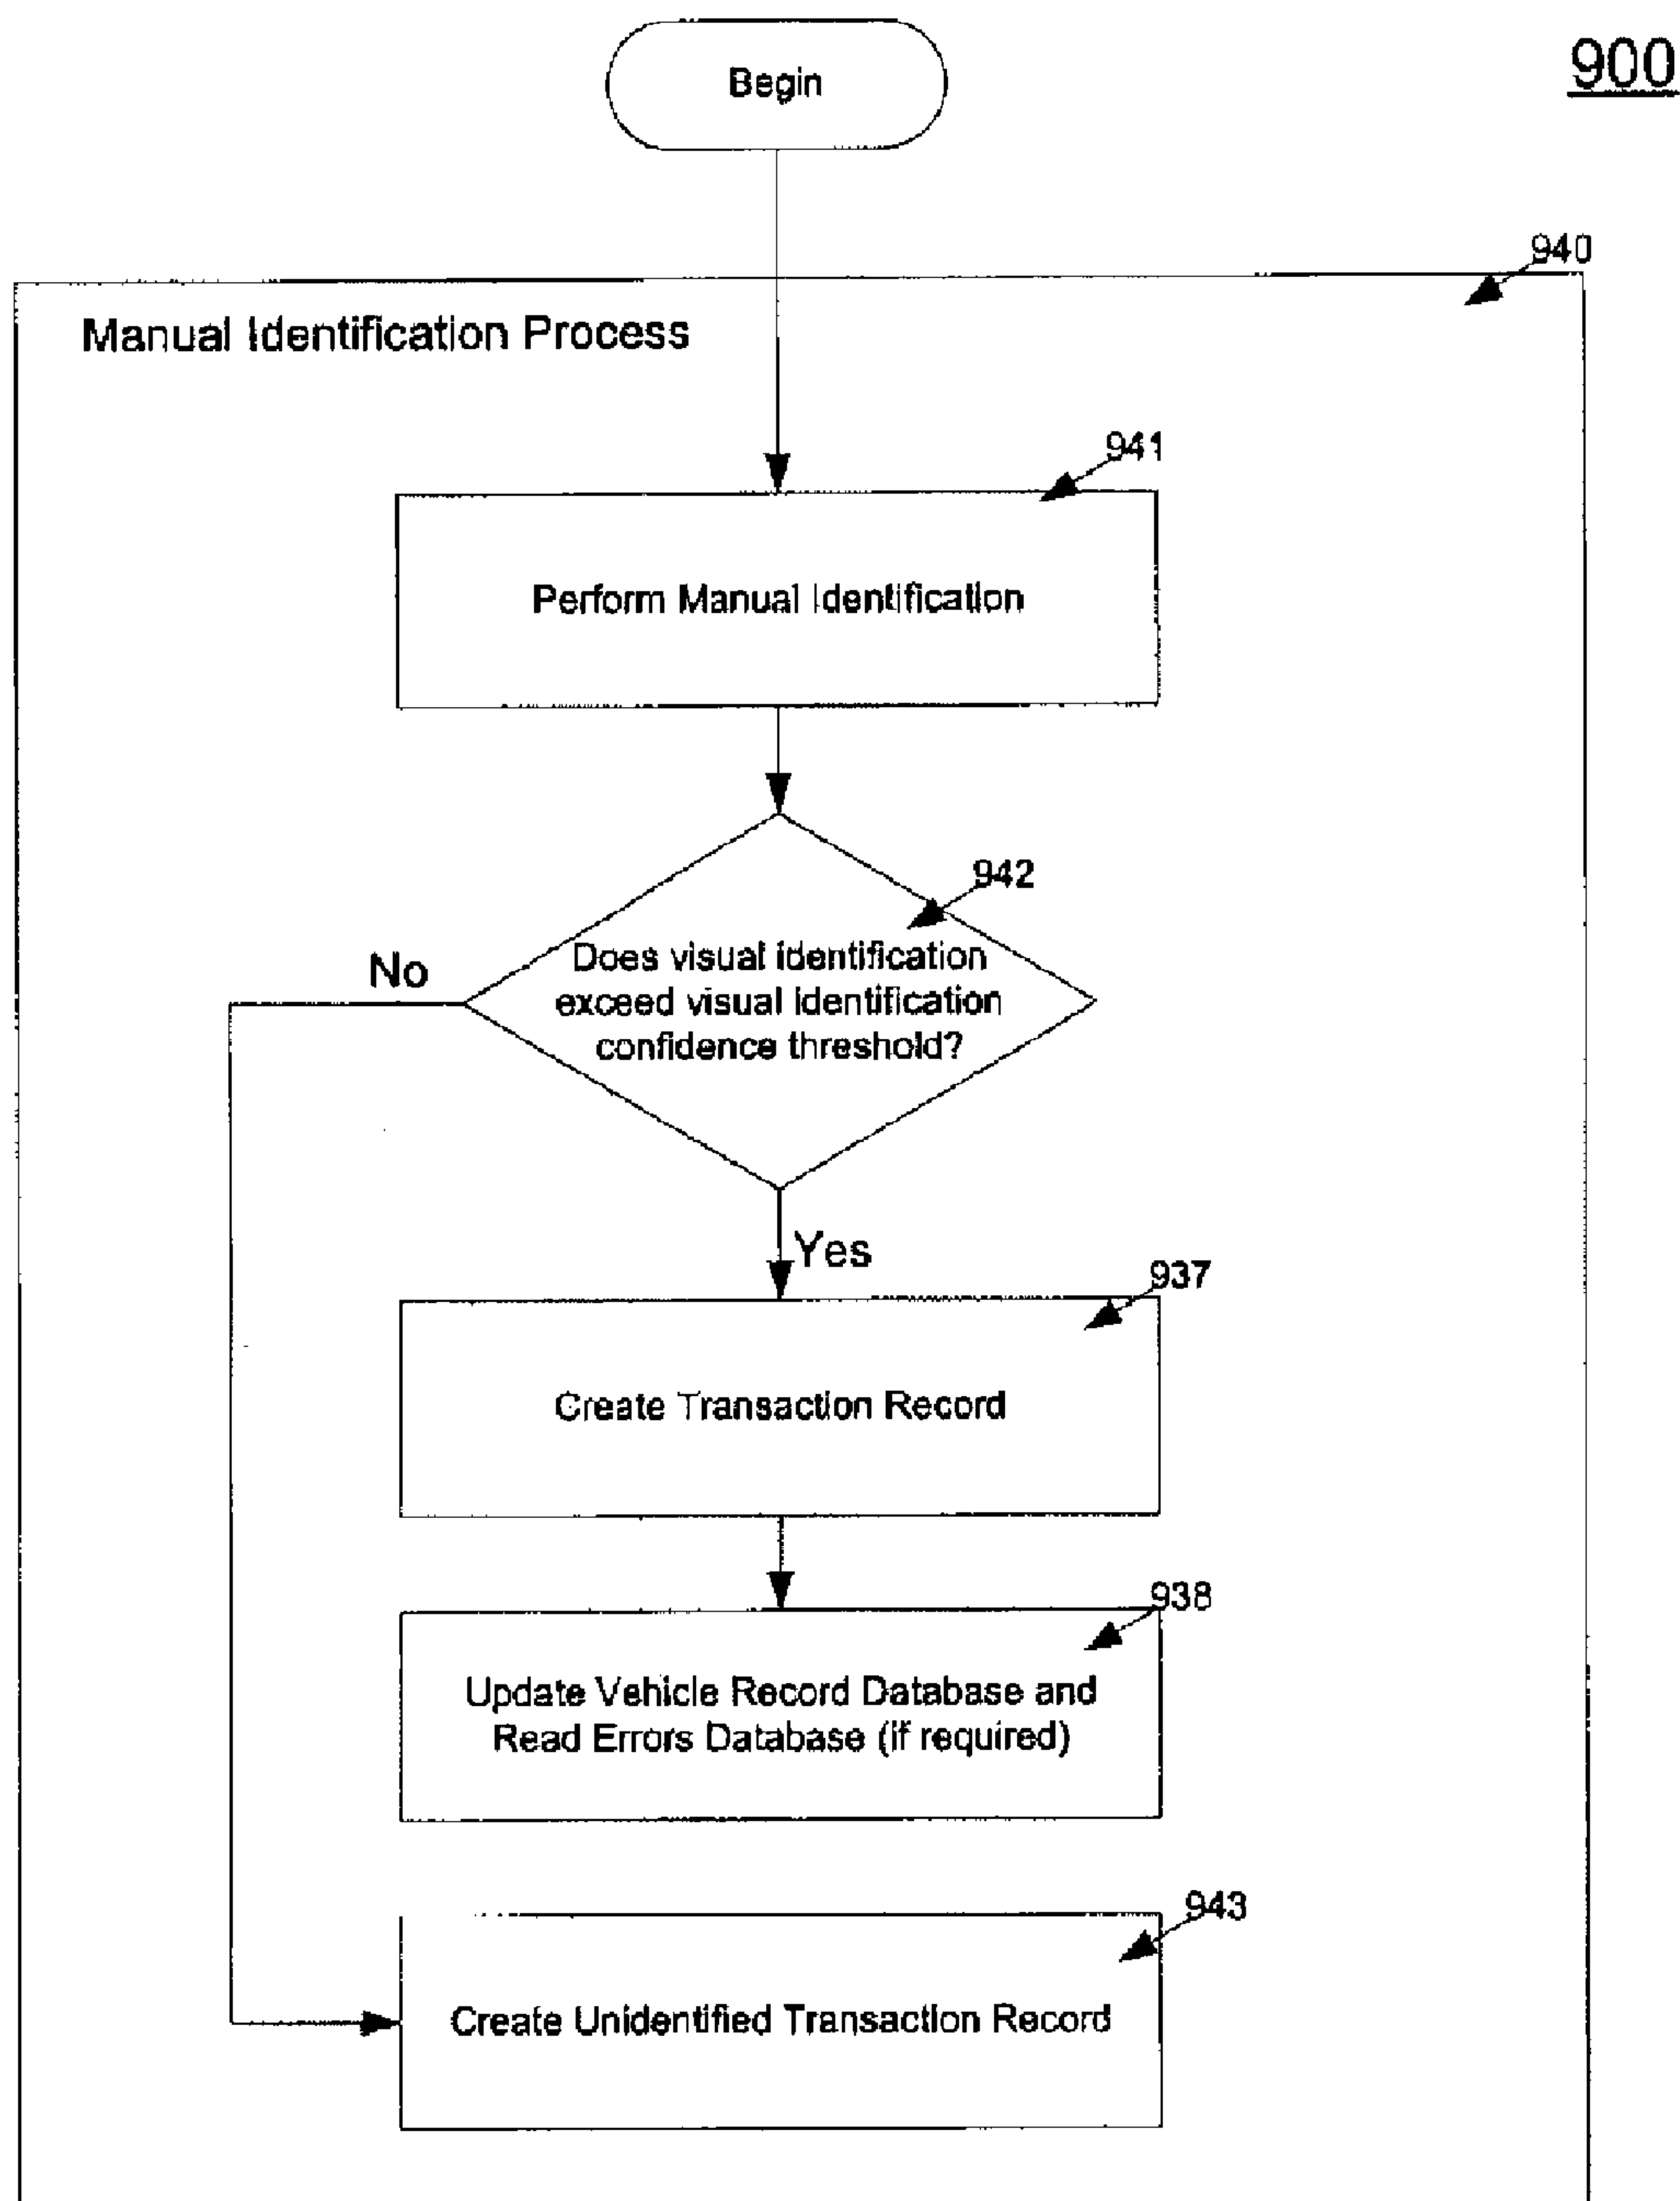 Begin
900
940
Manual Identification Process
941
Perform Manual Identification
942
No
Does visual identification
exceed visual identification
confidence threshold?
Yes
937
Create Transaction Record
938
Update Vehicle Record Database and
Read Errors Database (if required)
943
Create Unidentified Transaction Record